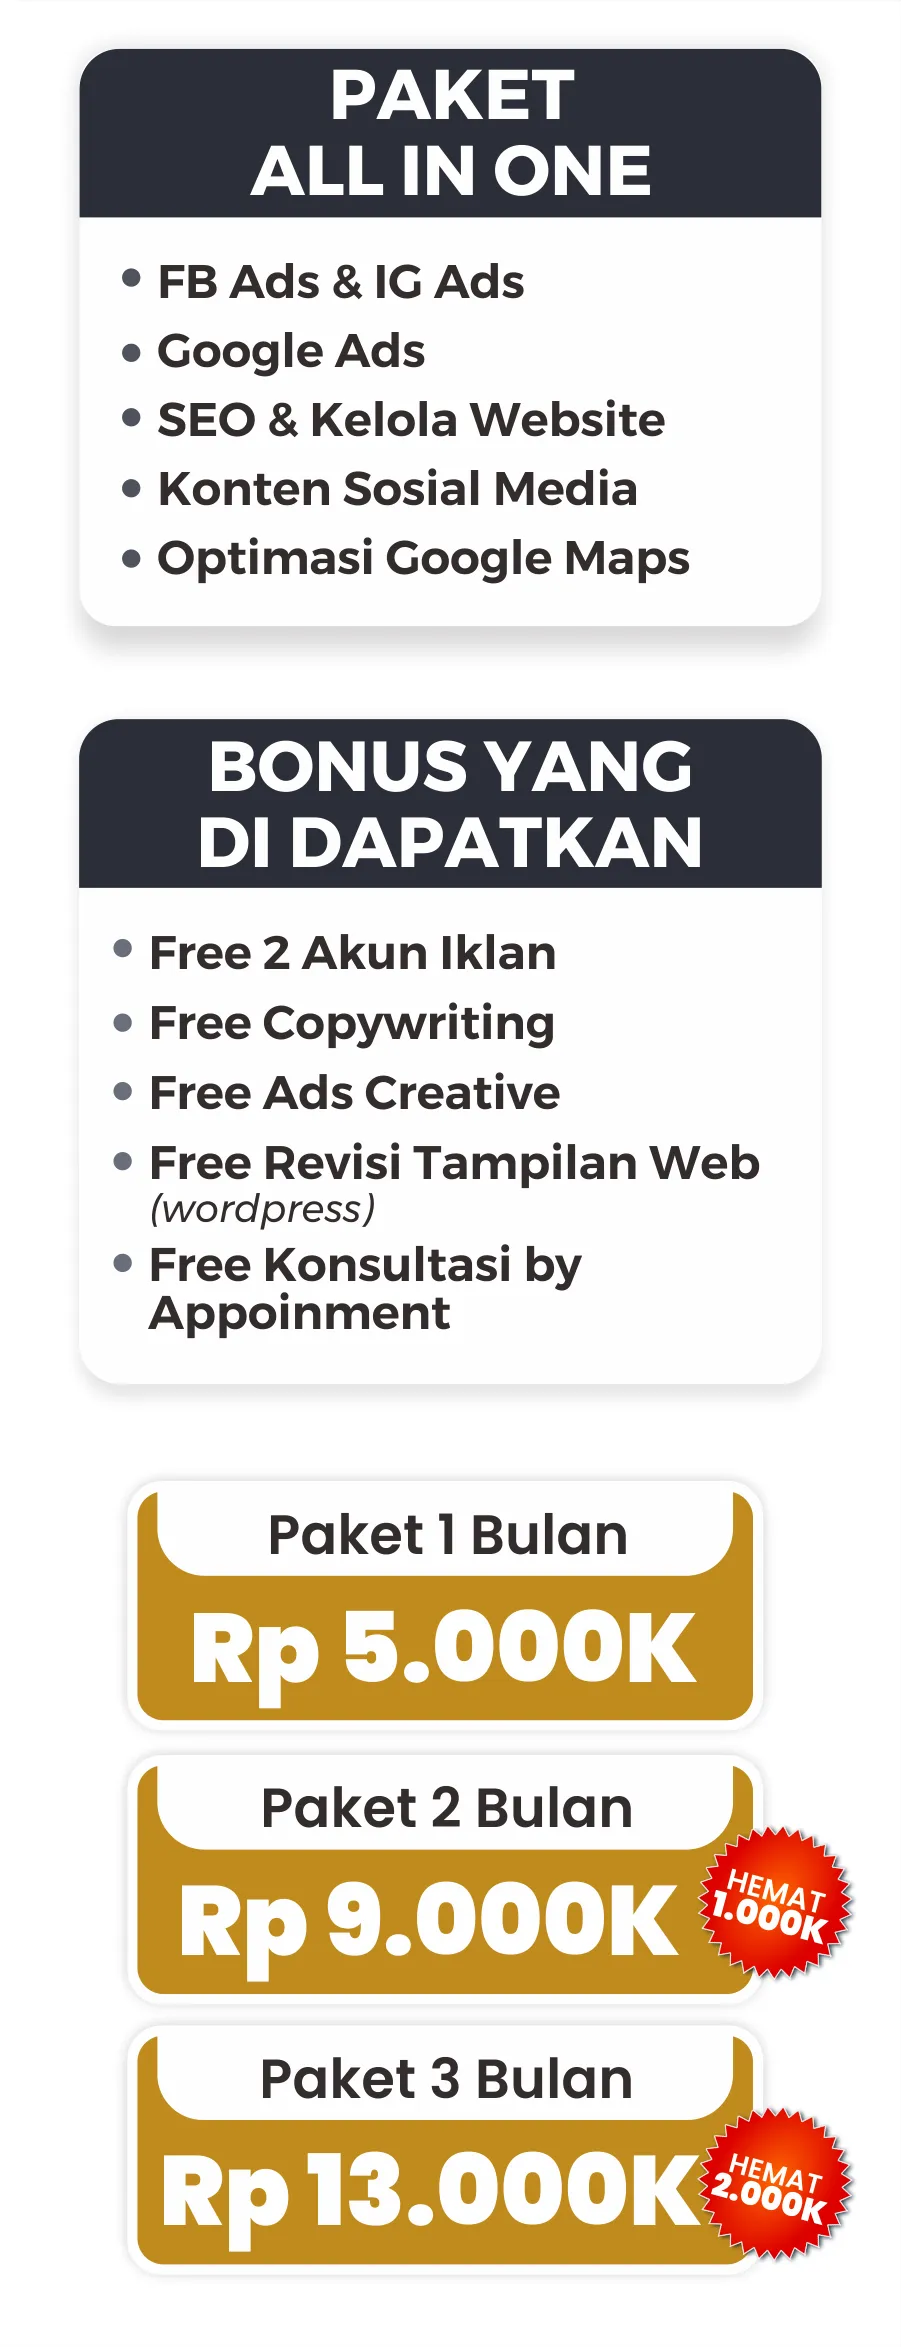 PAKET
ALL IN ONE
FB Ads & IG Ads
Google Ads
SEO & Kelola Website
Konten Sosial Media
Optimasi Google Maps
BONUS YANG
DI DAPATKAN
Free 2 Akun Iklan
Free Copywriting
Free Ads Creative
Free Revisi Tampilan Web
(wordpress)
Free Konsultasi by
Appoinment
Paket 1 Bulan
Rp 5.000K
Paket 2 Bulan
Rp 9.000K
HEMAT
1.000K
Paket 3 Bulan
Rp 13.000K
HEMAT
2.000K